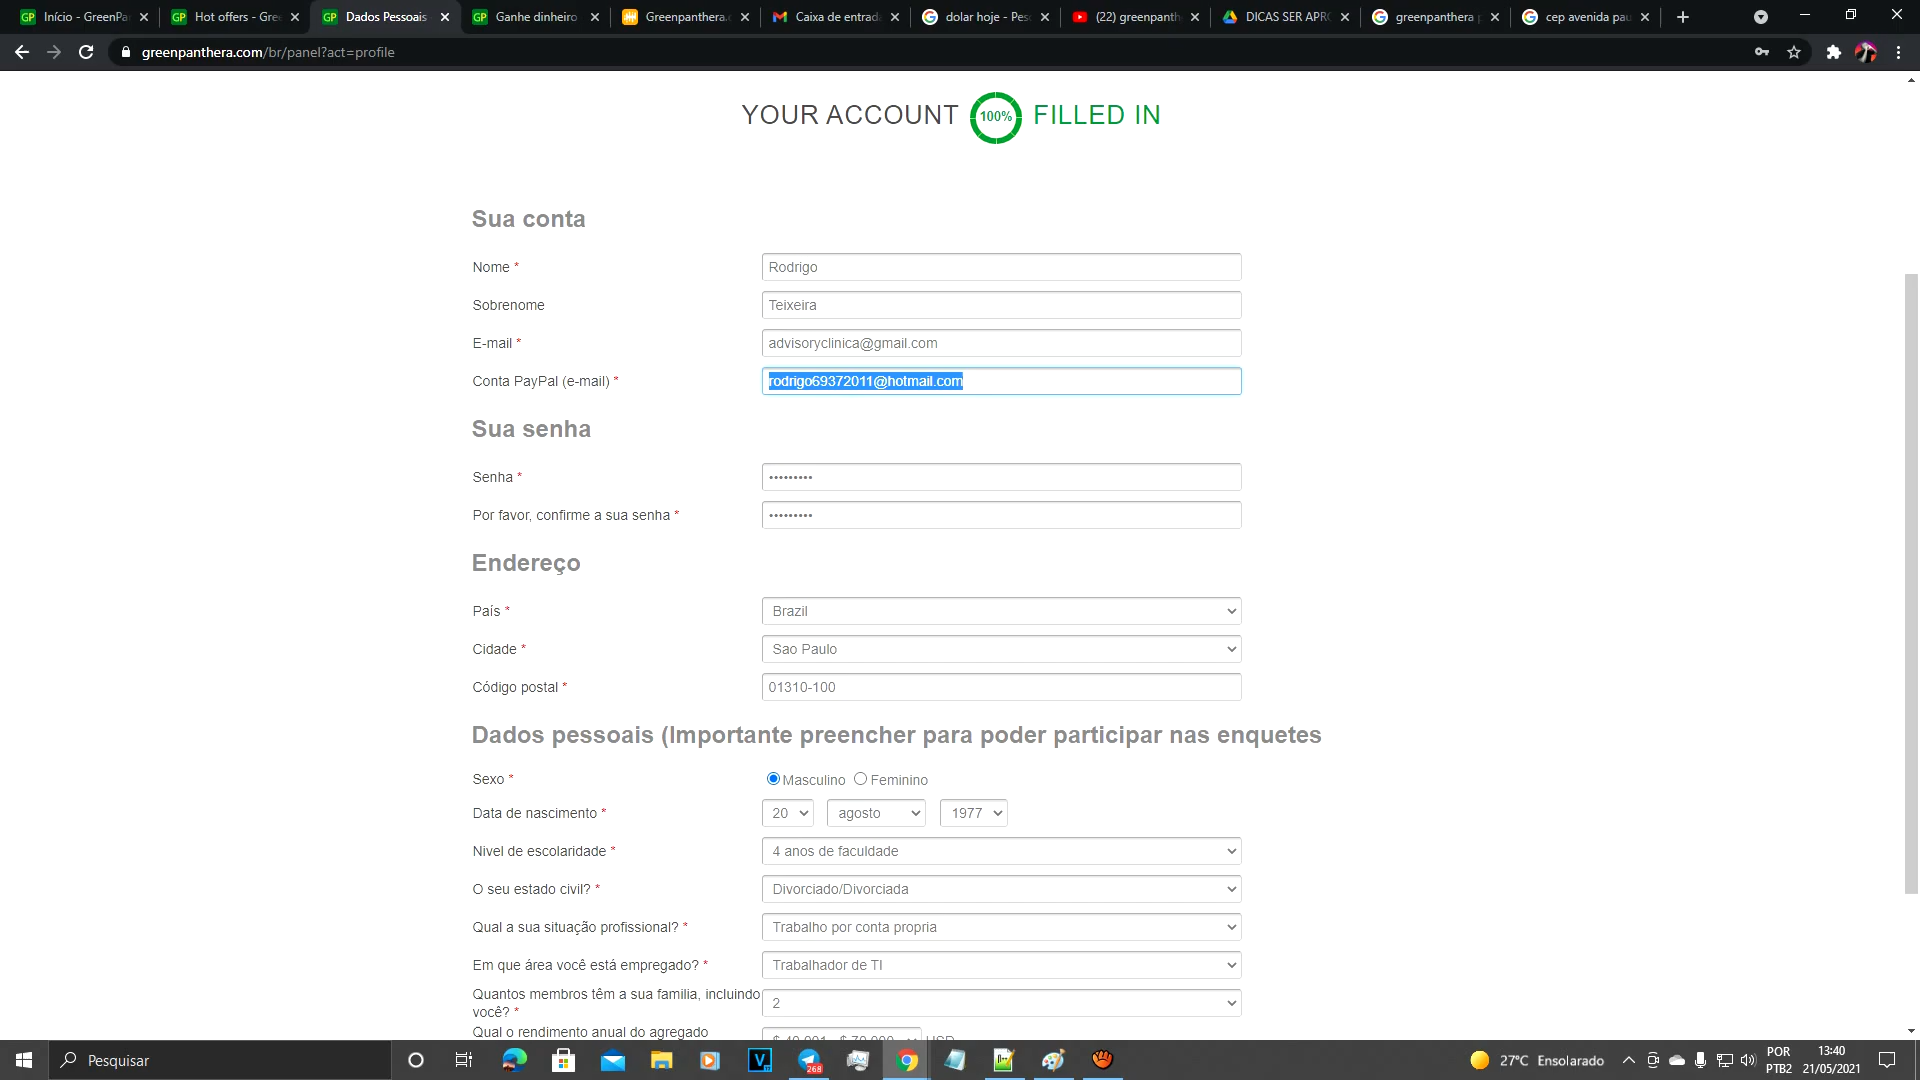 Início - GreenPa
Hot offers - Gre
Dados Pessoais
Ganhe dinheiro
Greenpanthera.
Caixa de entrada
dolar hoje - Pes
(22) greenpanth
DICAS SER APR
greenpanthera p
cep avenida pau
greenpanthera.com/br/panel?act=profile
YOUR ACCOUNT 100% FILLED IN
Sua conta
Nome * Rodrigo
Sobrenome Teixeira
E-mail * advisoryclinica@gmail.com
Conta PayPal (e-mail) * rodrigo69372011@hotmail.com
Sua senha
Senha * •••••••••
Por favor, confirme a sua senha * •••••••••
Endereço
País * Brazil
Cidade * Sao Paulo
Código postal * 01310-100
Dados pessoais (Importante preencher para poder participar nas enquetes
Sexo * Masculino Feminino
Data de nascimento * 20 agosto 1977
Nivel de escolaridade * 4 anos de faculdade
O seu estado civil? * Divorciado/Divorciada
Qual a sua situação profissional? * Trabalho por conta propria
Em que área você está empregado? * Trabalhador de TI
Quantos membros têm a sua familia, incluindo
você? * 2
Qual o rendimento anual do agregado
Pesquisar
268
27°C Ensolarado
POR
PTB2
13:40
21/05/2021